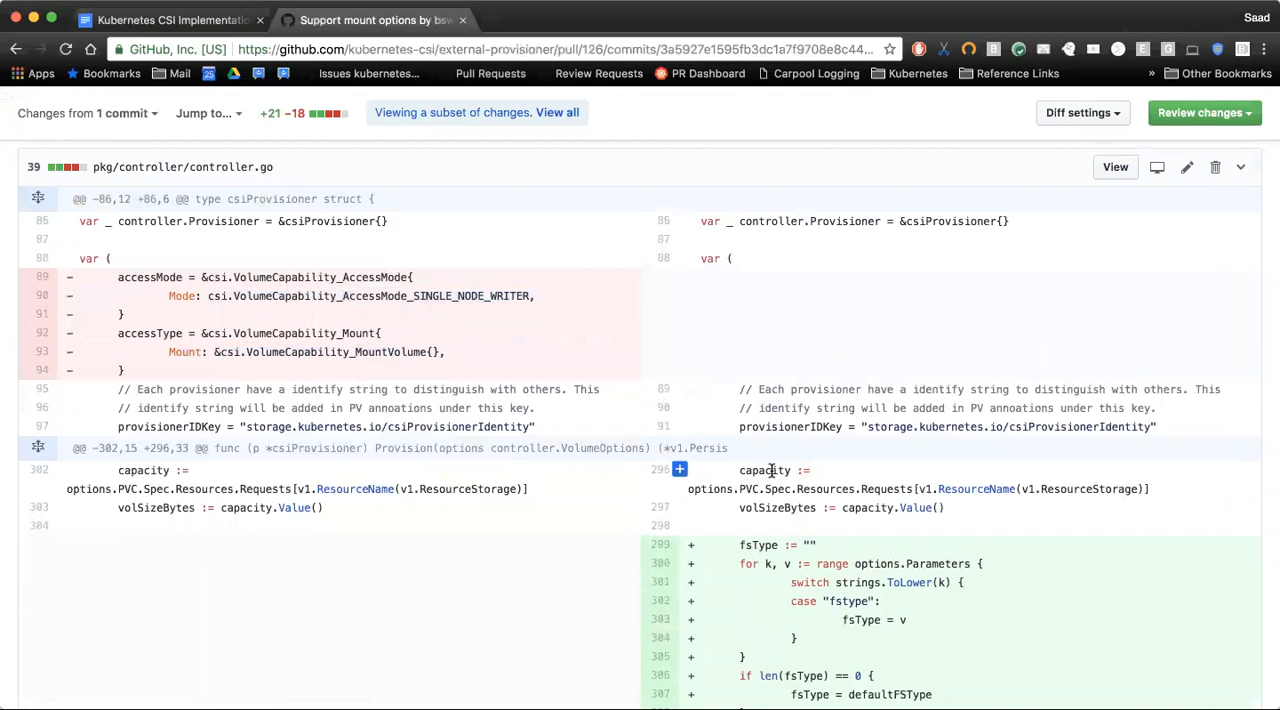 Kubernetes CSI Implementatio
Support mount options by bsw
Saad
GitHub, Inc. [US]
https://github.com/kubernetes-csi/external-provisioner/pull/126/commits/3a5927e1595fb3dc1a7f9708e8c44...
Apps
Bookmarks
Mail
Issues kubernetes...
Pull Requests
Review Requests
PR Dashboard
Carpool Logging
Kubernetes
Reference Links
»
Other Bookmarks
Changes from 1 commit
Jump to...
+21 −18
Viewing a subset of changes. View all
Diff settings
Review changes
39 pkg/controller/controller.go
View
@@ -86,12 +86,6 @@ type csiProvisioner struct {
86 var _ controller.Provisioner = &csiProvisioner{}
86 var _ controller.Provisioner = &csiProvisioner{}
87
87
88 var (
88 var (
89 - accessMode = &csi.VolumeCapability_AccessMode{
90 - Mode: csi.VolumeCapability_AccessMode_SINGLE_NODE_WRITER,
91 - }
92 - accessType = &csi.VolumeCapability_Mount{
93 - Mount: &csi.VolumeCapability_MountVolume{},
94 - }
95 // Each provisioner have a identify string to distinguish with others. This
89 // Each provisioner have a identify string to distinguish with others. This
96 // identify string will be added in PV annoations under this key.
90 // identify string will be added in PV annoations under this key.
97 provisionerIDKey = "storage.kubernetes.io/csiProvisionerIdentity"
91 provisionerIDKey = "storage.kubernetes.io/csiProvisionerIdentity"
@@ -302,15 +296,33 @@ func (p *csiProvisioner) Provision(options controller.VolumeOptions) (*v1.Persis
302 capacity :=
options.PVC.Spec.Resources.Requests[v1.ResourceName(v1.ResourceStorage)]
296 capacity :=
options.PVC.Spec.Resources.Requests[v1.ResourceName(v1.ResourceStorage)]
303 volSizeBytes := capacity.Value()
297 volSizeBytes := capacity.Value()
304
298
299 + fsType := ""
300 + for k, v := range options.Parameters {
301 + switch strings.ToLower(k) {
302 + case "fstype":
303 + fsType = v
304 + }
305 + }
306 + if len(fsType) == 0 {
307 + fsType = defaultFSType